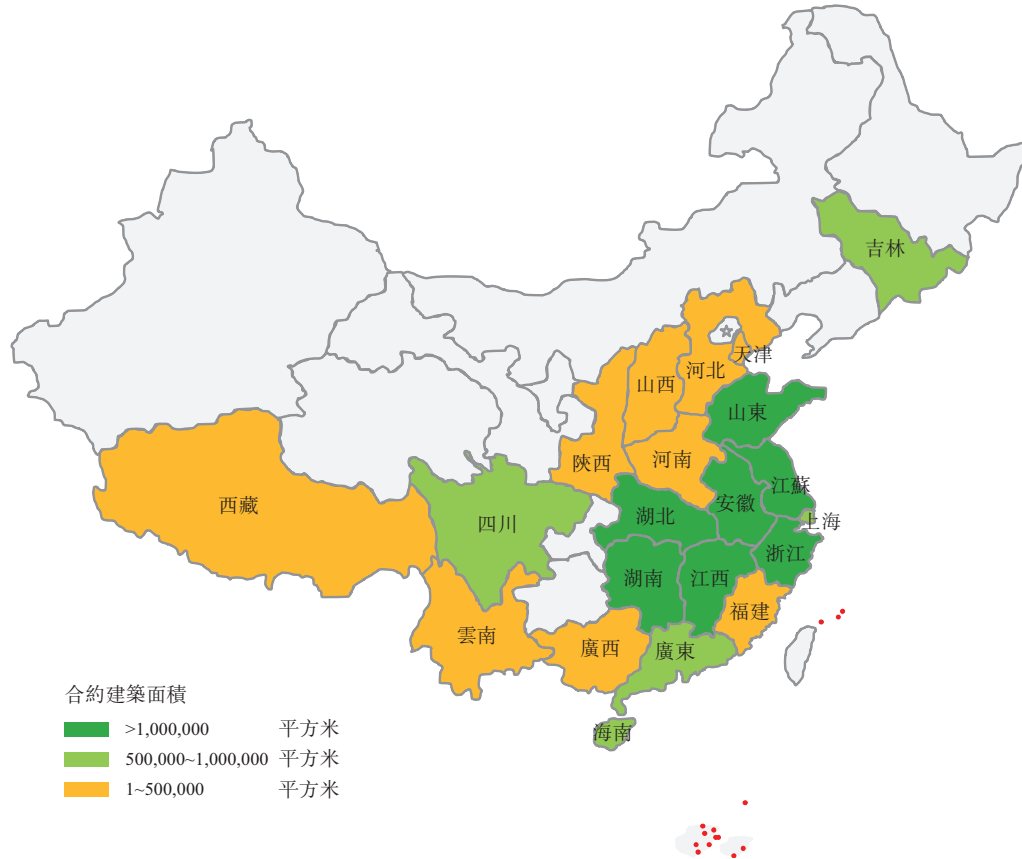 吉林
天津
河北
山西
山東
陝西
河南
江蘇
安徽
西藏
湖北
上海
四川
浙江
湖南
江西
福建
雲南
廣西
廣東
合約建築面積
>1,000,000 平方米
海南
500,000~1,000,000 平方米
1~500,000 平方米